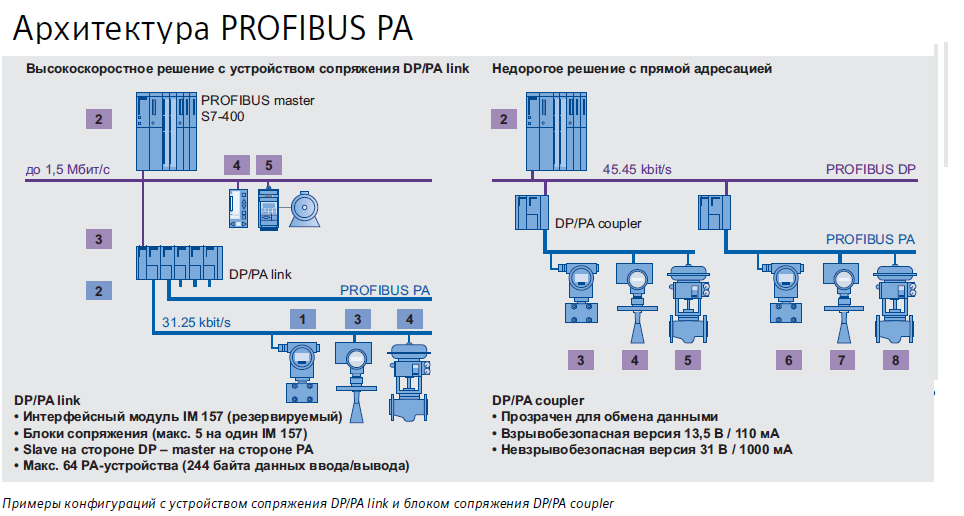 Архитектура PROFIBUS PA
Высокоскоростное решение с устройством сопряжения DP/PA link
PROFIBUS master
S7-400
2
до 1,5 Мбит/с
4
5
3
DP/PA link
2
PROFIBUS PA
31.25 kbit/s
1
3
4
DP/PA link
• Интерфейсный модуль IM 157 (резервируемый)
• Блоки сопряжения (макс. 5 на один IM 157)
• Slave на стороне DP – master на стороне PA
• Макс. 64 PA-устройства (244 байта данных ввода/вывода)
Недорогое решение с прямой адресацией
2
45.45 kbit/s
PROFIBUS DP
DP/PA coupler
PROFIBUS PA
3
4
5
6
7
8
DP/PA coupler
• Прозрачен для обмена данными
• Взрывобезопасная версия 13,5 В / 110 мА
• Невзрывобезопасная версия 31 В / 1000 мА
Примеры конфигураций с устройством сопряжения DP/PA link и блоком сопряжения DP/PA coupler